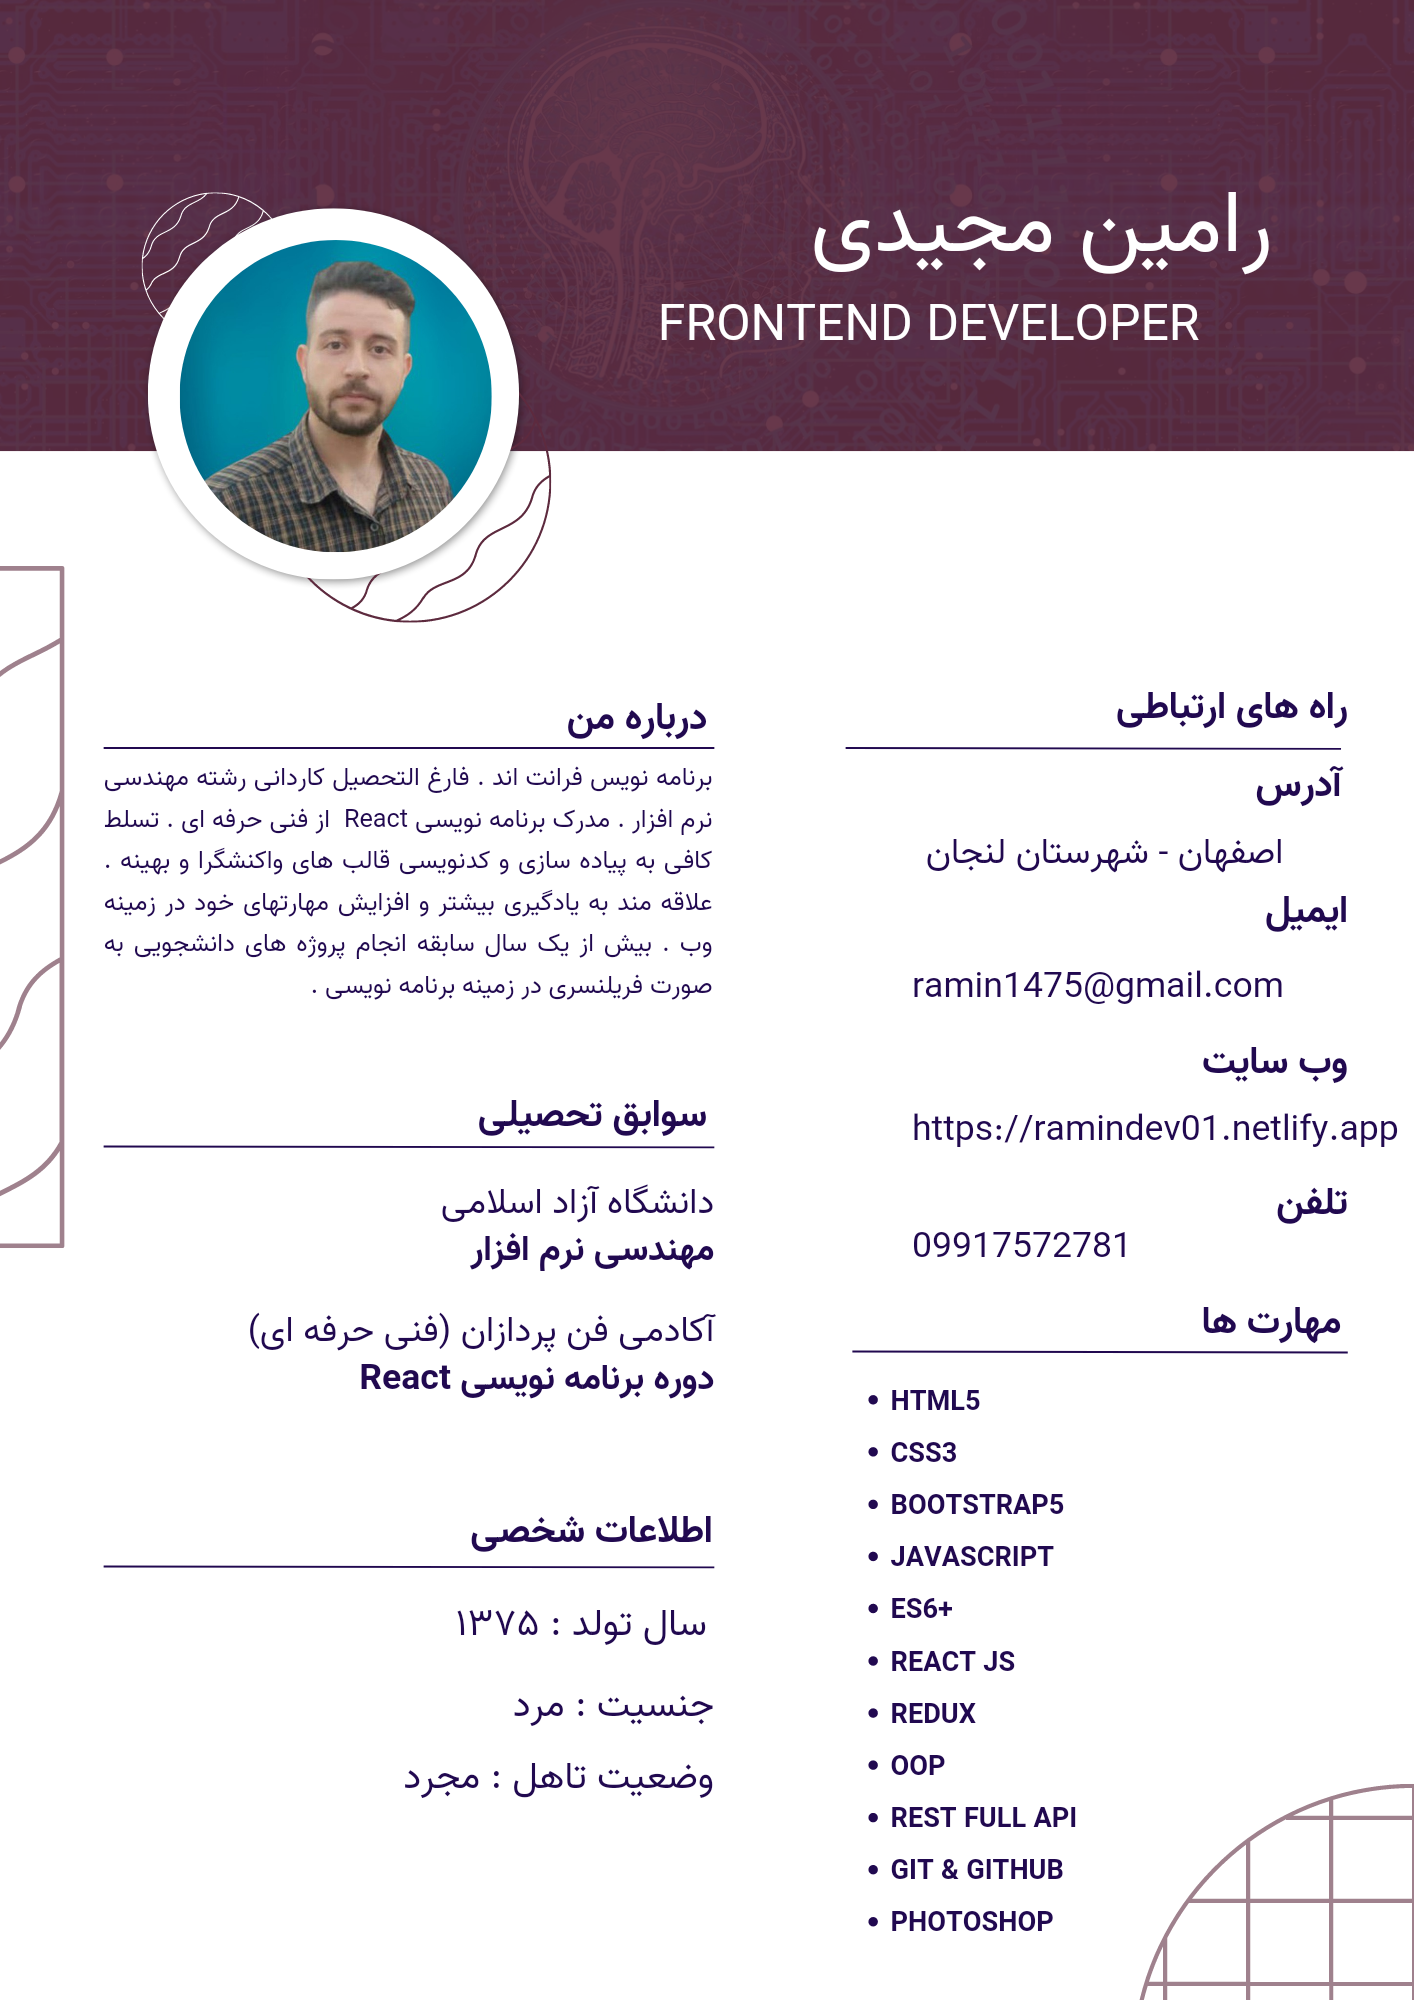 رامین مجیدی
FRONTEND DEVELOPER
راه های ارتباطی
آدرس
اصفهان - شهرستان لنجان
ایمیل
ramin1475@gmail.com
وب سایت
https://ramindev01.netlify.app
تلفن
09917572781
مهارت ها
• HTML5
• CSS3
• BOOTSTRAP5
• JAVASCRIPT
• ES6+
• REACT JS
• REDUX
• OOP
• REST FULL API
• GIT & GITHUB
• PHOTOSHOP
درباره من
برنامه نویس فرانت اند . فارغ التحصیل کاردانی رشته مهندسی
نرم افزار . مدرک برنامه نویسی React از فنی حرفه ای . تسلط
کافی به پیاده سازی و کدنویسی قالب های واکنشگرا و بهینه .
علاقه مند به یادگیری بیشتر و افزایش مهارتهای خود در زمینه
وب . بیش از یک سال سابقه انجام پروژه های دانشجویی به
صورت فریلنسری در زمینه برنامه نویسی .
سوابق تحصیلی
دانشگاه آزاد اسلامی
مهندسی نرم افزار
آکادمی فن پردازان (فنی حرفه ای)
دوره برنامه نویسی React
اطلاعات شخصی
سال تولد : ۱۳۷۵
جنسیت : مرد
وضعیت تاهل : مجرد